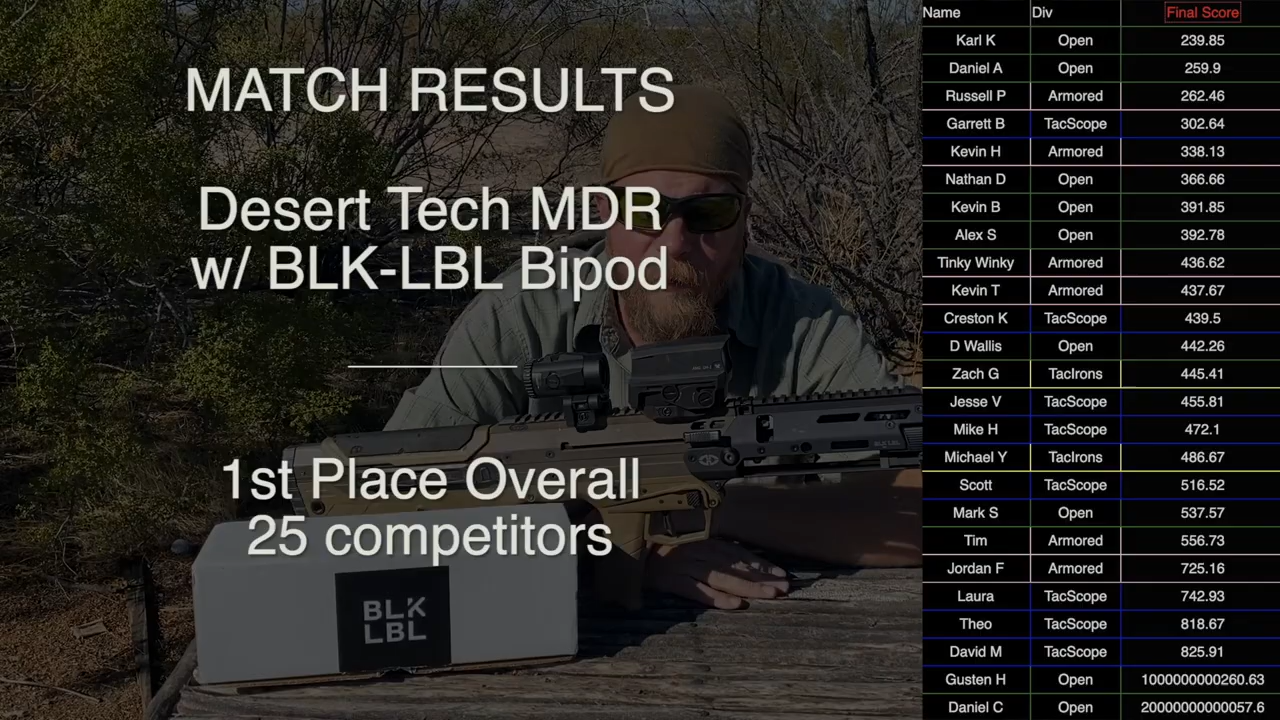 MATCH RESULTS
Desert Tech MDR
w/ BLK-LBL Bipod
1st Place Overall
25 competitors
BLK
LBL
Name Div Final Score
Karl K Open 239.85
Daniel A Open 259.9
Russell P Armored 262.46
Garrett B TacScope 302.64
Kevin H Armored 338.13
Nathan D Open 366.66
Kevin B Open 391.85
Alex S Open 392.78
Tinky Winky Armored 436.62
Kevin T Armored 437.67
Creston K TacScope 439.5
D Wallis Open 442.26
Zach G TacIrons 445.41
Jesse V TacScope 455.81
Mike H TacScope 472.1
Michael Y TacIrons 486.67
Scott TacScope 516.52
Mark S Open 537.57
Tim Armored 556.73
Jordan F Armored 725.16
Laura TacScope 742.93
Theo TacScope 818.67
David M TacScope 825.91
Gusten H Open 1000000000260.63
Daniel C Open 20000000000057.6